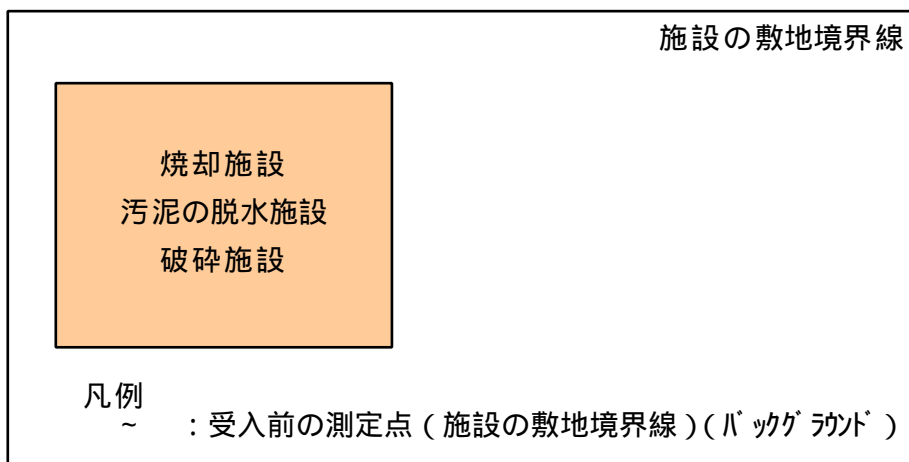 施設の敷地境界線
焼却施設
汚泥の脱水施設
破砕施設
凡例
~ :受入前の測定点(施設の敷地境界線)(ﾊﾞｯｸｸﾞﾗｳﾝﾄﾞ)